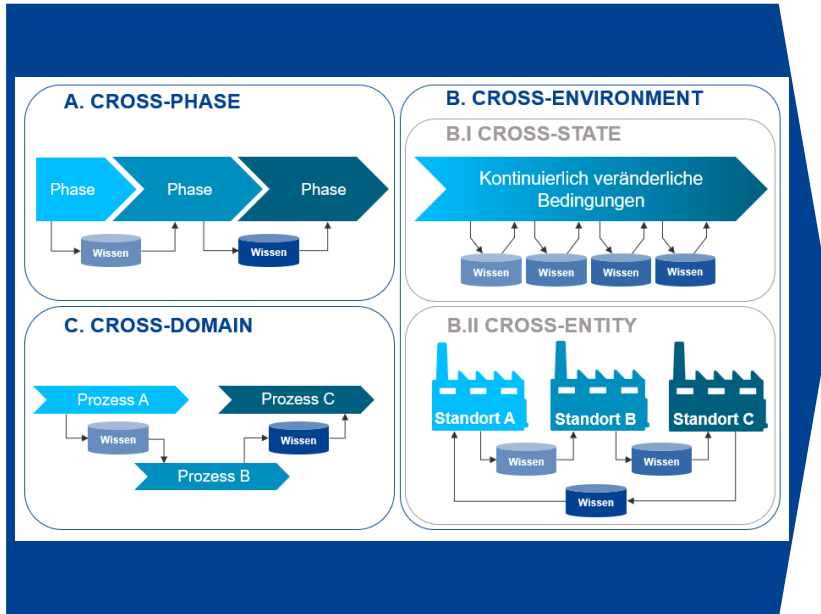 A. CROSS-PHASE
Phase
Phase
Phase
Wissen
Wissen
B. CROSS-ENVIRONMENT
B.I CROSS-STATE
Kontinuierlich veränderliche
Bedingungen
Wissen
Wissen
Wissen
Wissen
C. CROSS-DOMAIN
Prozess A
Prozess C
Wissen
Wissen
Prozess B
B.II CROSS-ENTITY
Standort A
Standort B
Standort C
Wissen
Wissen
Wissen